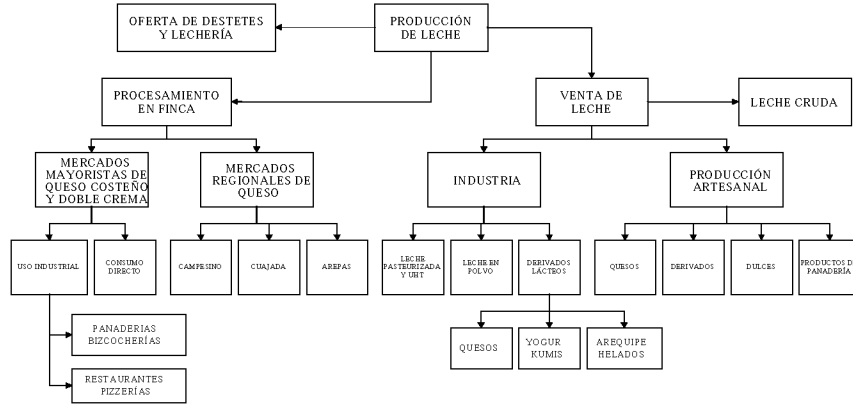 OFERTA DE DESTETES
Y LECHERÍA
PRODUCCIÓN
DE LECHE
PROCESAMIENTO
EN FINCA
VENTA DE
LECHE
LECHE CRUDA
MERCADOS
MAYORISTAS DE
QUESO COSTEÑO
Y DOBLE CREMA
MERCADOS
REGIONALES DE
QUESO
INDUSTRIA
PRODUCCIÓN
ARTESANAL
USO INDUSTRIAL
CONSUMO
DIRECTO
CAMPESINO
CUAJADA
AREPAS
LECHE
PASTEURIZADA
Y UHT
LECHE EN
POLVO
DERIVADOS
LÁCTEOS
QUESOS
DERIVADOS
DULCES
PRODUCTOS DE
PANADERÍA
PANADERIAS
BIZCOCHERÍAS
QUESOS
YOGUR
KUMIS
AREQUIPE
HELADOS
RESTAURANTES
PIZZERÍAS